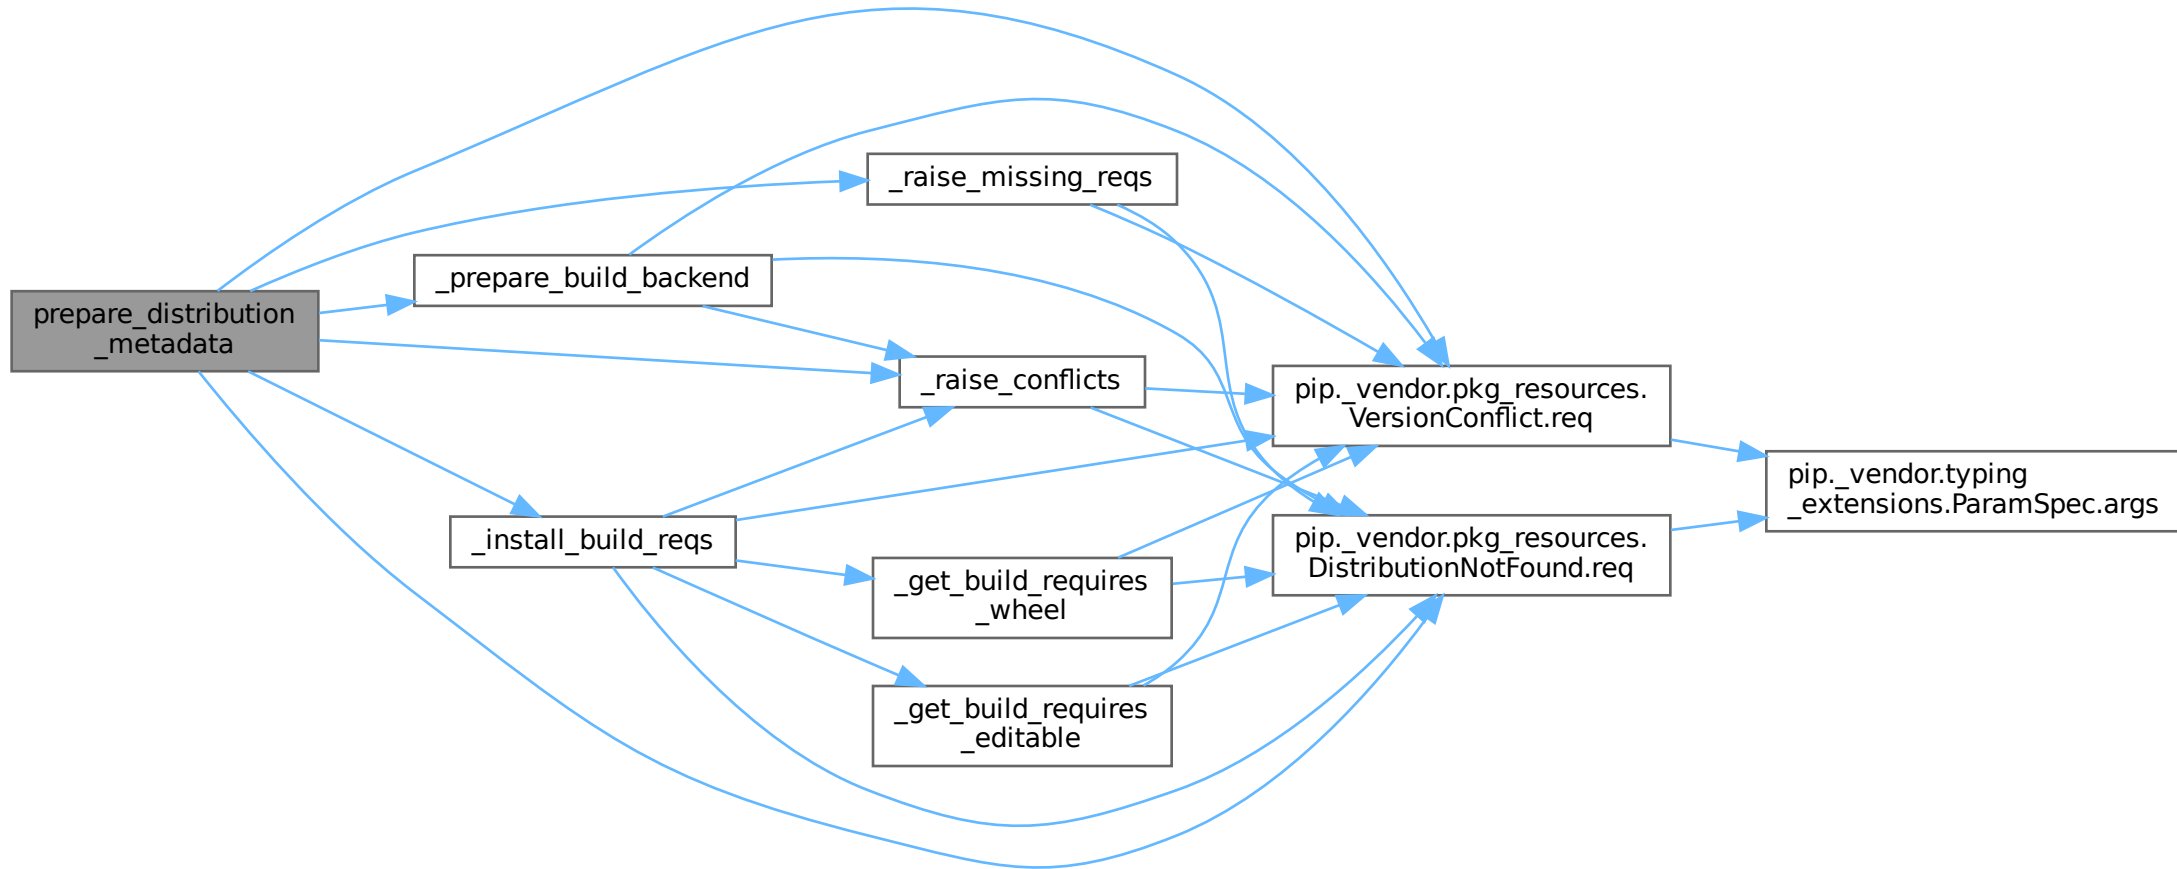 prepare_distribution
_metadata
_prepare_build_backend
_install_build_reqs
_raise_missing_reqs
_raise_conflicts
_get_build_requires
_wheel
_get_build_requires
_editable
pip._vendor.pkg_resources.
VersionConflict.req
pip._vendor.pkg_resources.
DistributionNotFound.req
pip._vendor.typing
_extensions.ParamSpec.args